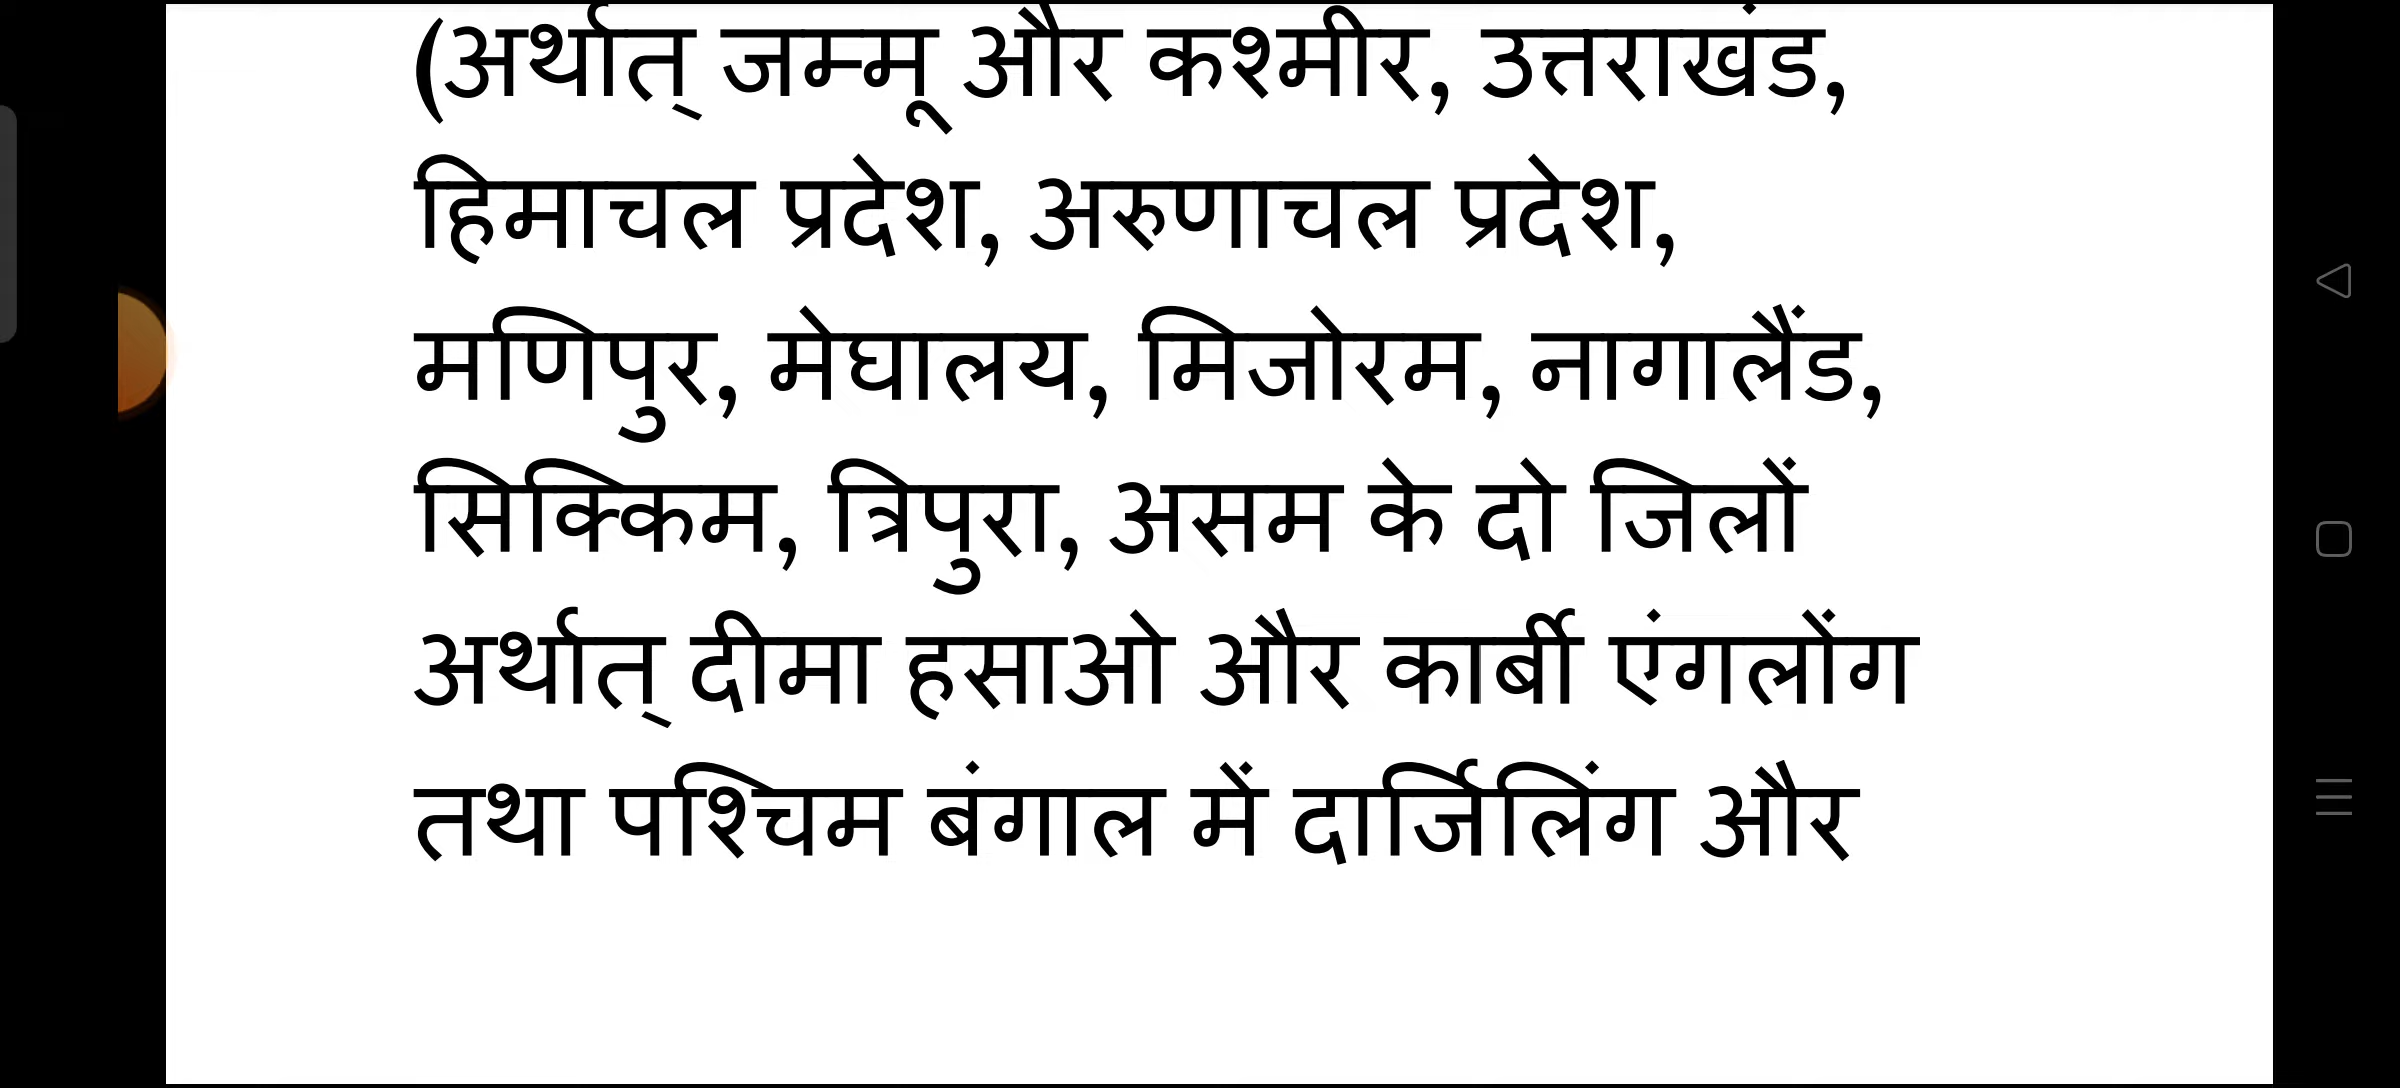 (अर्थात् जम्मू और कश्मीर, उत्तराखंड,
हिमाचल प्रदेश, अरुणाचल प्रदेश,
मणिपुर, मेघालय, मिजोरम, नागालैंड,
सिक्किम, त्रिपुरा, असम के दो जिलों
अर्थात् दीमा हसाओ और कार्बी एंगलोंग
तथा पश्चिम बंगाल में दार्जिलिंग और